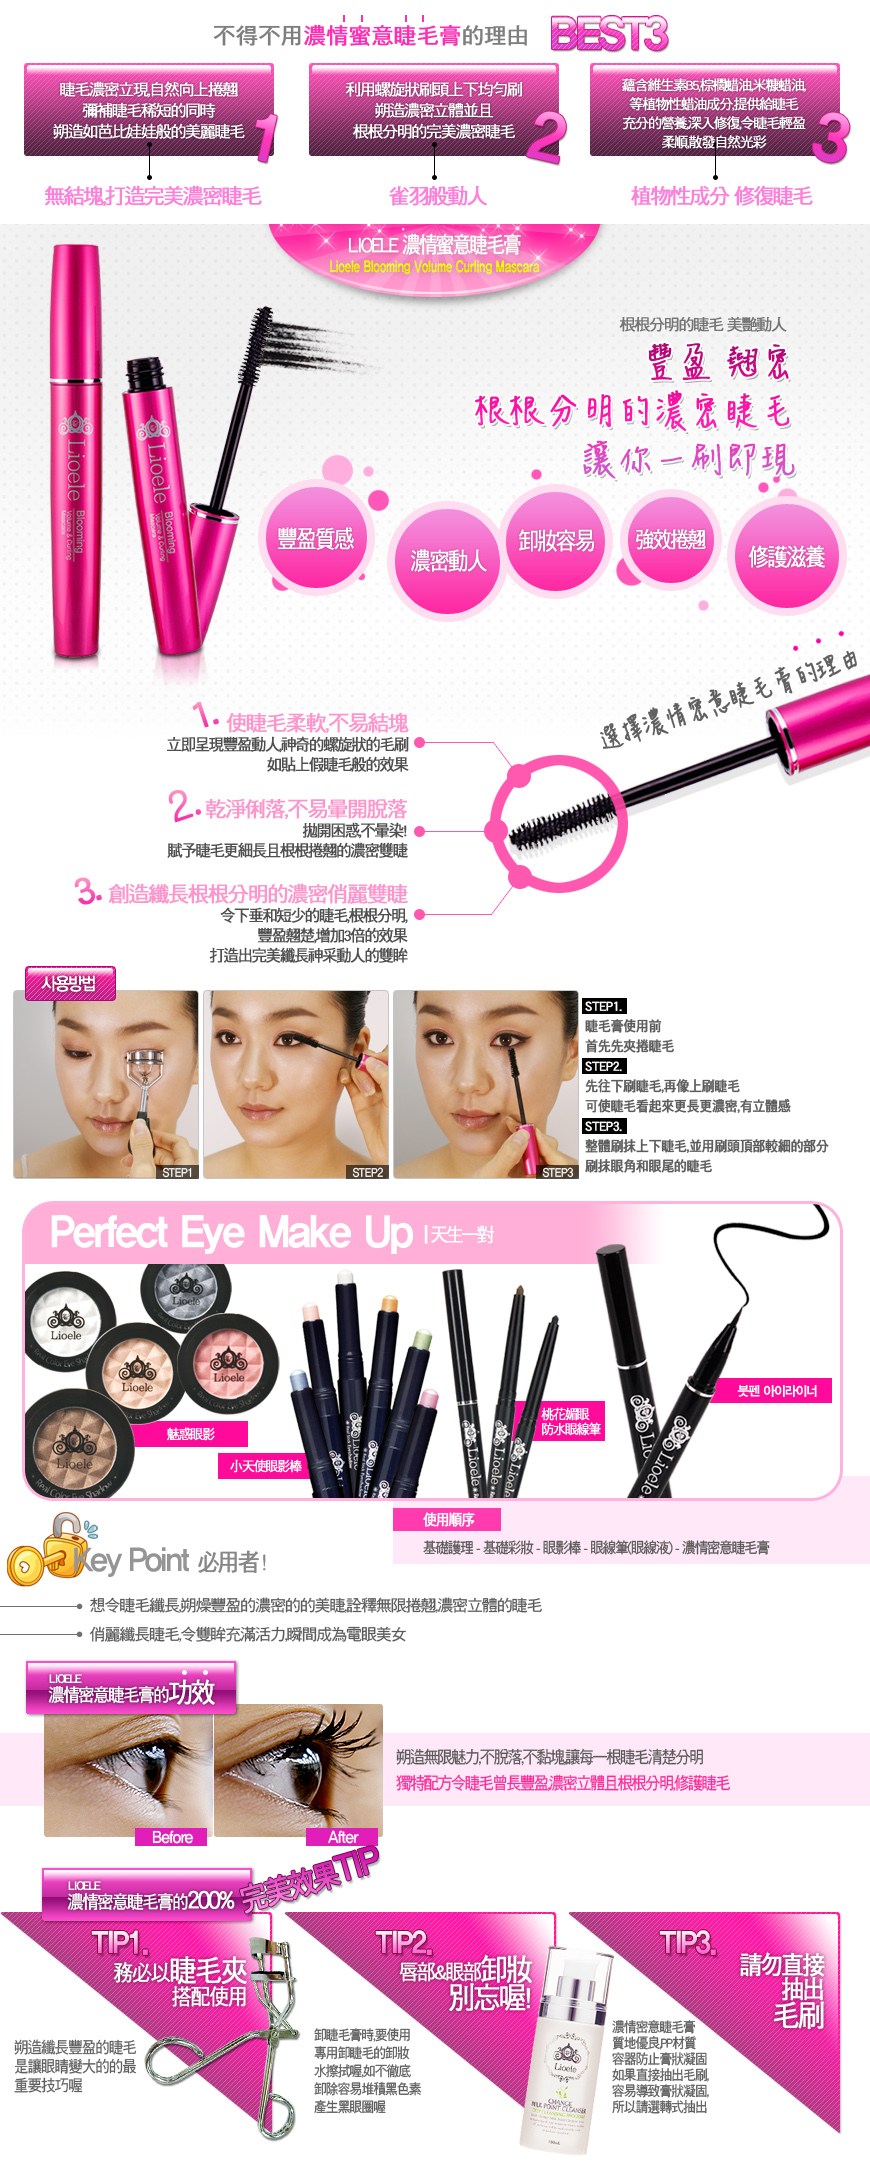 不得不用濃情蜜意睫毛膏的理由 BEST3
睫毛濃密立現,自然向上捲翹
彌補睫毛稀短的同時
朔造如芭比娃娃般的美麗睫毛
1
無結塊,打造完美濃密睫毛
利用螺旋狀刷頭上下均勻刷
朔造濃密立體並且
根根分明的完美濃密睫毛
2
雀羽般動人
蘊含維生素B5,棕櫚蜡油,米糠蜡油,
等植物性蜡油成分,提供給睫毛
充分的營養,深入修復,令睫毛輕盈
柔順,散發自然光彩
3
植物性成分 修復睫毛
LIOELE 濃情蜜意睫毛膏
Lioele Blooming Volume Curling Mascara
根根分明的睫毛 美艷動人
豐盈 翹密
根根分明的濃密睫毛
讓你一刷即現
Lioele
Blooming
Volume & Curling
Mascara
Lioele
Blooming
Volume & Curling
Mascara
豐盈質感
濃密動人
卸妝容易
強效捲翹
修護滋養
選擇濃情密意睫毛膏的理由
1. 使睫毛柔軟,不易結塊
立即呈現豐盈動人,神奇的螺旋狀的毛刷
如貼上假睫毛般的效果
2. 乾淨俐落,不易暈開脫落
拋開困惑,不暈染!
賦予睫毛更細長且根根捲翹的濃密雙睫
3. 創造纖長根根分明的濃密俏麗雙睫
令下垂和短少的睫毛,根根分明,
豐盈翹楚,增加3倍的效果
打造出完美纖長神采動人的雙眸
사용방법
STEP1
STEP2
STEP3
STEP1.
睫毛膏使用前
首先先夾捲睫毛
STEP2.
先往下刷睫毛,再像上刷睫毛
可使睫毛看起來更長更濃密,有立體感
STEP3.
整體刷抹上下睫毛,並用刷頭頂部較細的部分
刷抹眼角和眼尾的睫毛
Perfect Eye Make Up | 天生一對
Lioele
Lioele
Lioele
Lioele
Lioele
魅惑眼影
小天使眼影棒
桃花媚眼
防水眼線筆
붓펜 아이라이너
使用順序
基礎護理 - 基礎彩妝 - 眼影棒 - 眼線筆(眼線液) - 濃情密意睫毛膏
Key Point 必用者!
想令睫毛纖長,朔燥豐盈的濃密的的美睫,詮釋無限捲翹,濃密立體的睫毛
俏麗纖長睫毛,令雙眸充滿活力,瞬間成為電眼美女
LIOELE
濃情密意睫毛膏的功效
Before
After
朔造無限魅力,不脫落,不黏塊,讓每一根睫毛清楚分明
獨特配方令睫毛曾長豐盈,濃密立體且根根分明,修護睫毛
LIOELE
濃情密意睫毛膏的200% 完美效果TIP
TIP1.
務必以睫毛夾
搭配使用
朔造纖長豐盈的睫毛
是讓眼睛變大的的最
重要技巧喔
TIP2.
唇部&眼部卸妝
別忘喔!
卸睫毛膏時,要使用
專用卸睫毛的卸妝
水擦拭喔,如不徹底
卸除容易堆積黑色素
產生黑眼圈喔
Lioele
TIP3.
請勿直接
抽出
毛刷
濃情密意睫毛膏
質地優良,PP材質
容器防止膏狀凝固
如果直接抽出毛刷,
容易導致膏狀凝固,
所以請選轉式抽出